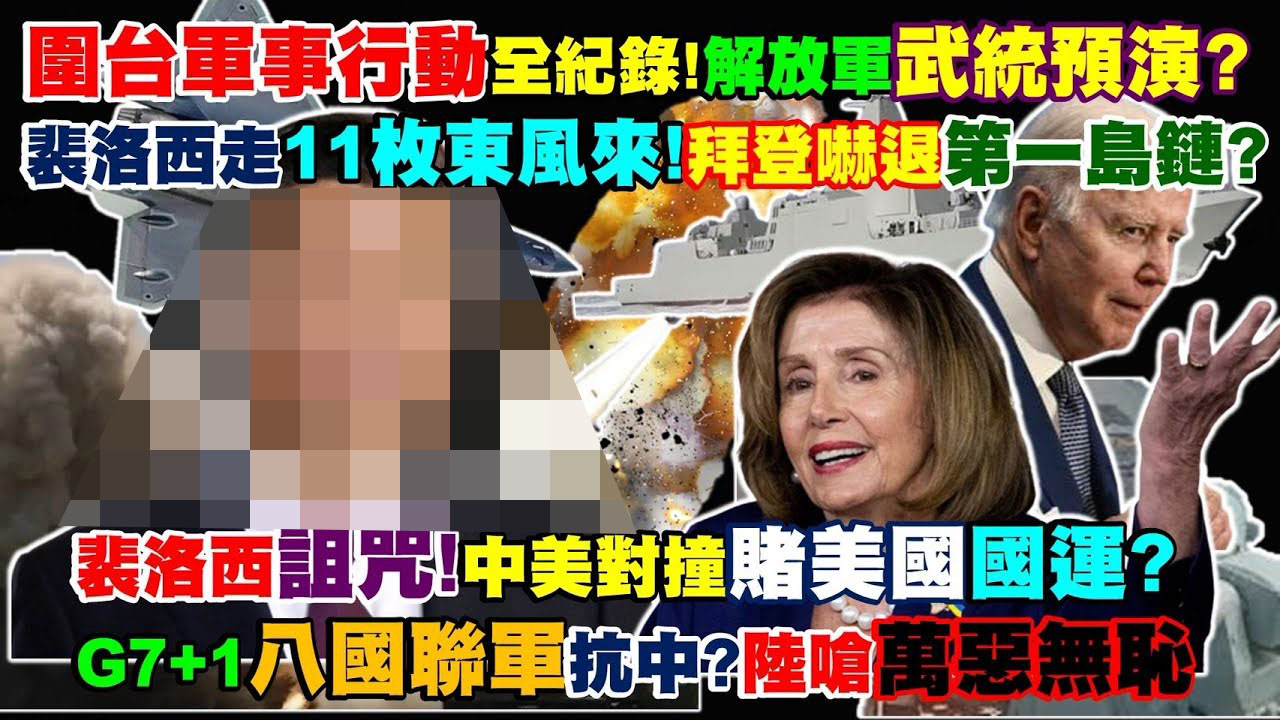 圍台軍事行動全紀錄!解放軍武統預演?
裴洛西走11枚東風來!拜登嚇退第一島鏈?
裴洛西詛咒!中美對撞賭美國國運?
G7+1八國聯軍抗中?陸嗆萬惡無恥